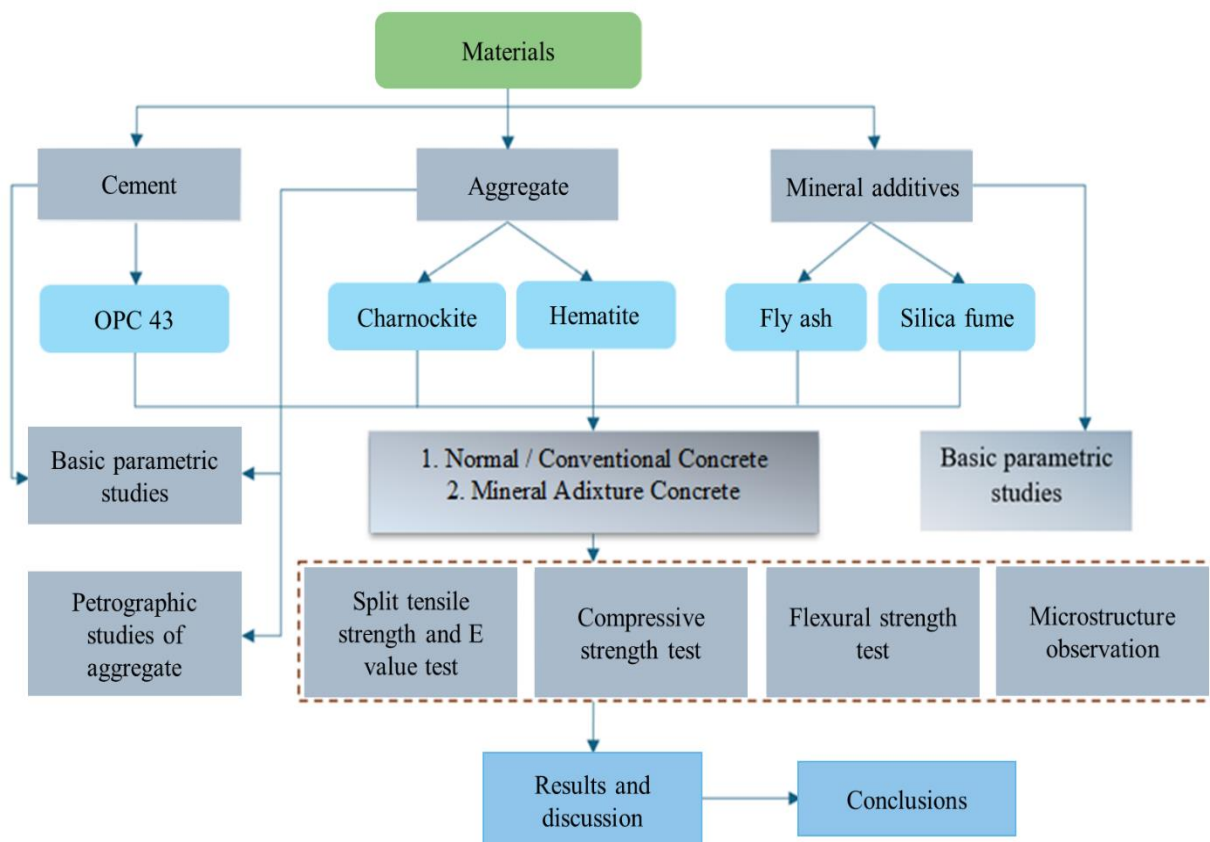 Materials
Cement
Aggregate
Mineral additives
OPC 43
Charnockite
Hematite
Fly ash
Silica fume
Basic parametric
studies
1. Normal / Conventional Concrete
2. Mineral Adixture Concrete
Basic parametric
studies
Petrographic
studies of
aggregate
Split tensile
strength and E
value test
Compressive
strength test
Flexural strength
test
Microstructure
observation
Results and
discussion
Conclusions